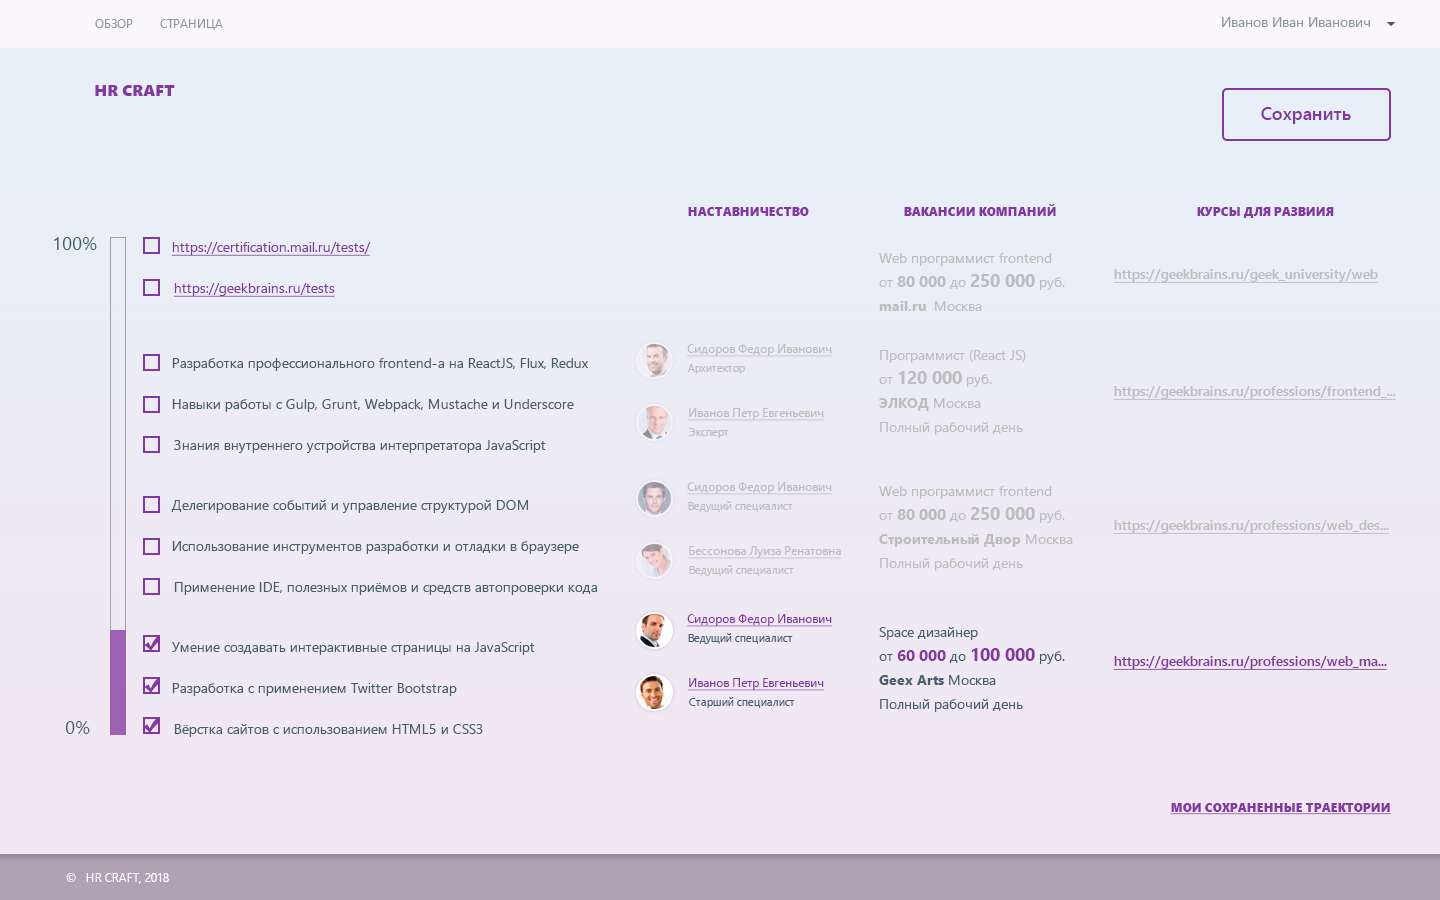 ОБЗОР СТРАНИЦА Иванов Иван Иванович
HR CRAFT
Сохранить
НАСТАВНИЧЕСТВО ВАКАНСИИ КОМПАНИЙ КУРСЫ ДЛЯ РАЗВИИЯ
100%
https://certification.mail.ru/tests/
https://geekbrains.ru/tests
Разработка профессионального frontend-а на ReactJS, Flux, Redux
Навыки работы с Gulp, Grunt, Webpack, Mustache и Underscore
Знания внутреннего устройства интерпретатора JavaScript
Делегирование событий и управление структурой DOM
Использование инструментов разработки и отладки в браузере
Применение IDE, полезных приёмов и средств автопроверки кода
Умение создавать интерактивные страницы на JavaScript
Разработка с применением Twitter Bootstrap
0%
Вёрстка сайтов с использованием HTML5 и CSS3
Сидоров Федор Иванович
Архитектор
Иванов Петр Евгеньевич
Эксперт
Сидоров Федор Иванович
Ведущий специалист
Бессонова Луиза Ренатовна
Ведущий специалист
Сидоров Федор Иванович
Ведущий специалист
Иванов Петр Евгеньевич
Старший специалист
Web программист frontend
от 80 000 до 250 000 руб.
mail.ru Москва
Программист (React JS)
от 120 000 руб.
ЭЛКОД Москва
Полный рабочий день
Web программист frontend
от 80 000 до 250 000 руб.
Строительный Двор Москва
Полный рабочий день
Space дизайнер
от 60 000 до 100 000 руб.
Geex Arts Москва
Полный рабочий день
https://geekbrains.ru/geek_university/web
https://geekbrains.ru/professions/frontend_...
https://geekbrains.ru/professions/web_des...
https://geekbrains.ru/professions/web_ma...
МОИ СОХРАНЕННЫЕ ТРАЕКТОРИИ
© HR CRAFT, 2018